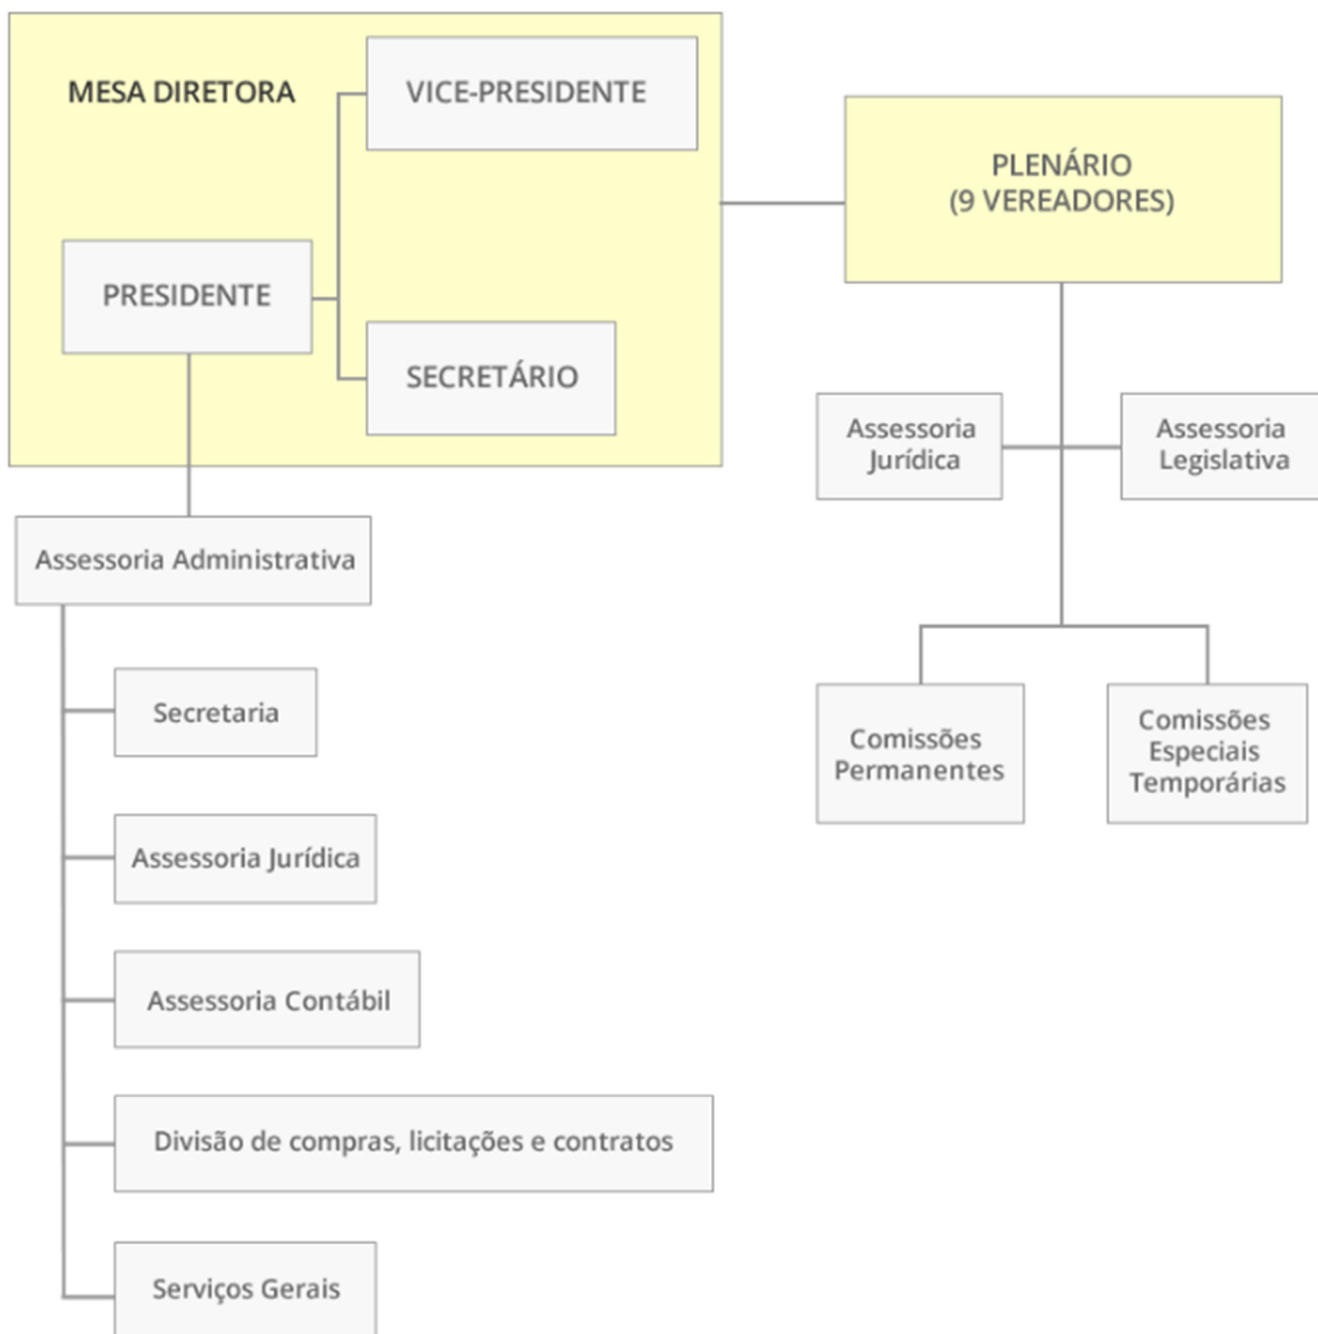 MESA DIRETORA
VICE-PRESIDENTE
PRESIDENTE
SECRETÁRIO
PLENÁRIO
(9 VEREADORES)
Assessoria
Jurídica
Assessoria
Legislativa
Comissões
Permanentes
Comissões
Especiais
Temporárias
Assessoria Administrativa
Secretaria
Assessoria Jurídica
Assessoria Contábil
Divisão de compras, licitações e contratos
Serviços Gerais